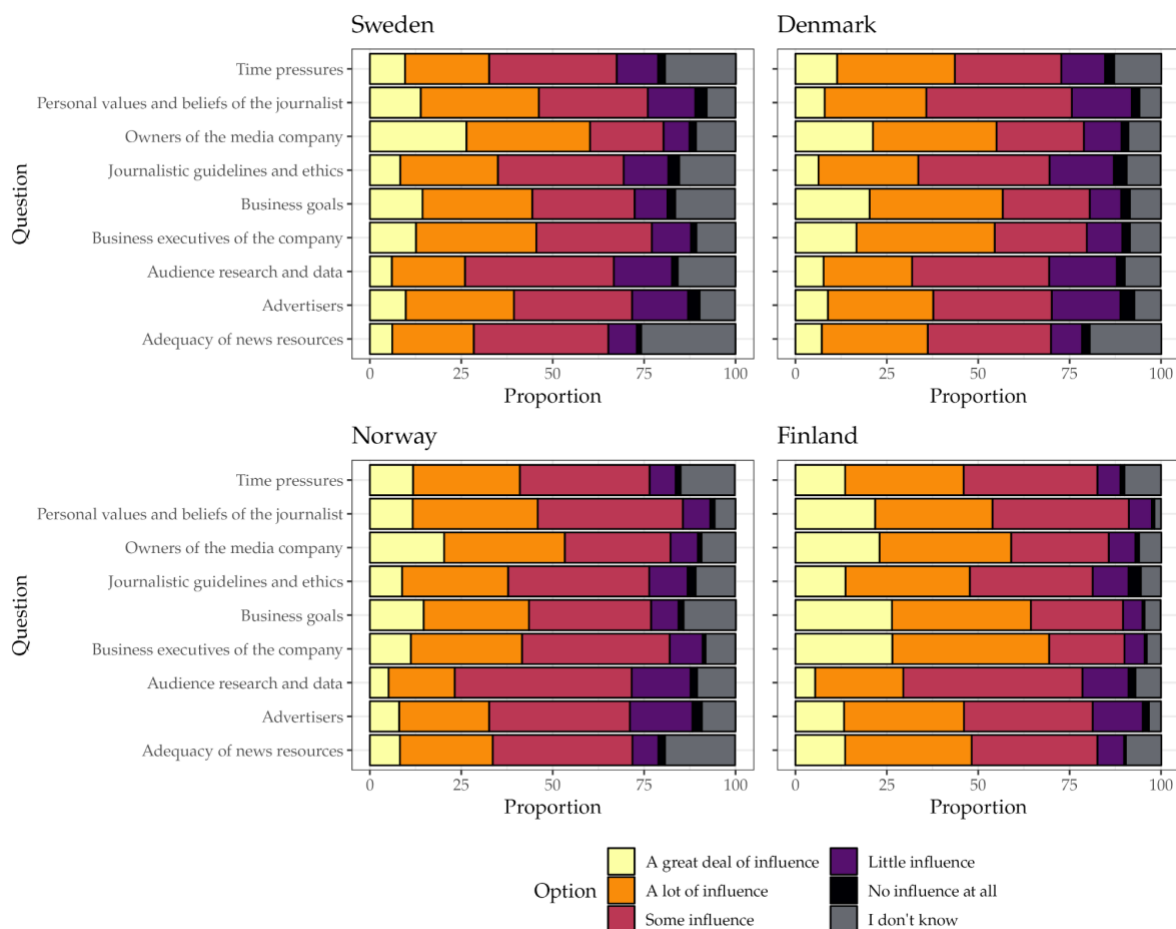 Sweden
Denmark
Question
Time pressures
Personal values and beliefs of the journalist
Owners of the media company
Journalistic guidelines and ethics
Business goals
Business executives of the company
Audience research and data
Advertisers
Adequacy of news resources
0 25 50 75 100
0 25 50 75 100
Proportion
Proportion
Norway
Finland
Question
Time pressures
Personal values and beliefs of the journalist
Owners of the media company
Journalistic guidelines and ethics
Business goals
Business executives of the company
Audience research and data
Advertisers
Adequacy of news resources
0 25 50 75 100
0 25 50 75 100
Proportion
Proportion
Option
A great deal of influence
A lot of influence
Some influence
Little influence
No influence at all
I don't know